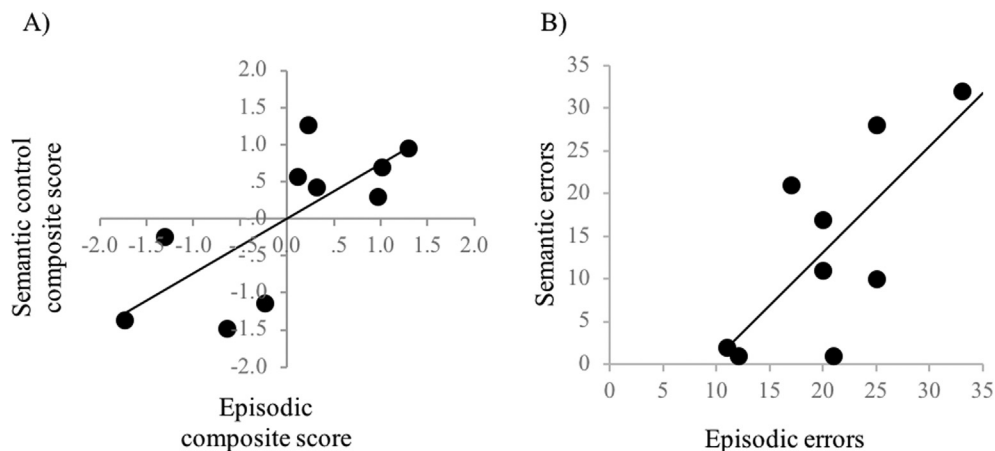 A)
2.0
1.5
1.0
.5
0
-2.0 -1.5 -1.0 -.5 0.0 .5 1.0 1.5 2.0
-.5
-1.0
-1.5
-2.0
Semantic control
composite score
Episodic
composite score
B)
35
30
25
20
15
10
5
0
0 5 10 15 20 25 30 35
Semantic errors
Episodic errors